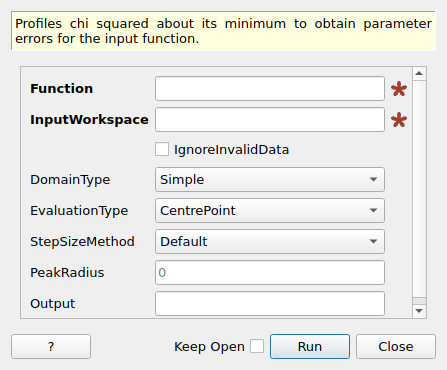 Profiles chi squared about its minimum to obtain parameter
errors for the input function.
Function
InputWorkspace
IgnoreInvalidData
DomainType Simple
EvaluationType CentrePoint
StepSizeMethod Default
PeakRadius 0
Output
? Keep Open Run Close